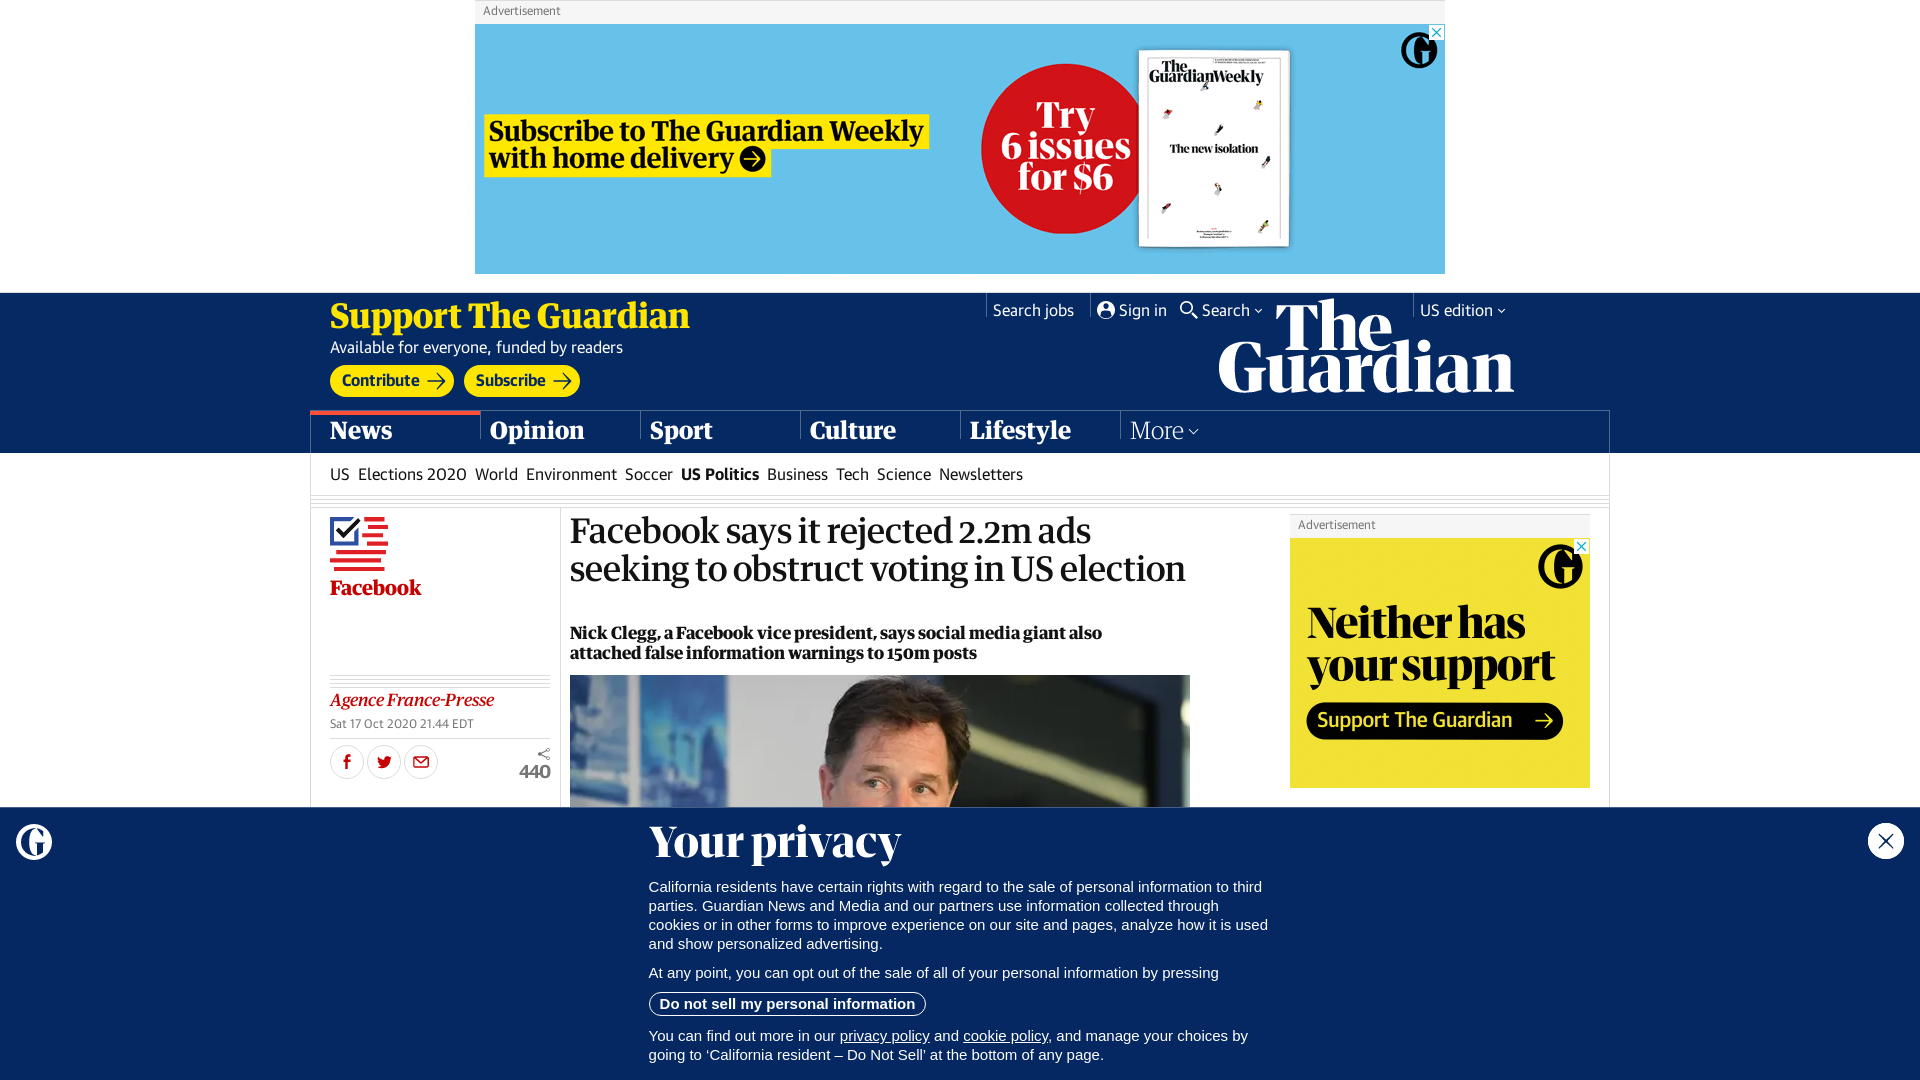 Advertisement
Subscribe to The Guardian Weekly
with home delivery
Try
6 issues
for $6
The
GuardianWeekly
The new isolation
Support The Guardian
Available for everyone, funded by readers
Contribute
Subscribe
Search jobs
Sign in
Search
US edition
The
Guardian
News
Opinion
Sport
Culture
Lifestyle
More
US
Elections 2020
World
Environment
Soccer
US Politics
Business
Tech
Science
Newsletters
Facebook
Facebook says it rejected 2.2m ads
seeking to obstruct voting in US election
Nick Clegg, a Facebook vice president, says social media giant also
attached false information warnings to 150m posts
Agence France-Presse
Sat 17 Oct 2020 21.44 EDT
440
Advertisement
Neither has
your support
Support The Guardian
Your privacy
California residents have certain rights with regard to the sale of personal information to third
parties. Guardian News and Media and our partners use information collected through
cookies or in other forms to improve experience on our site and pages, analyze how it is used
and show personalized advertising.
At any point, you can opt out of the sale of all of your personal information by pressing
Do not sell my personal information
You can find out more in our privacy policy and cookie policy, and manage your choices by
going to ‘California resident – Do Not Sell’ at the bottom of any page.